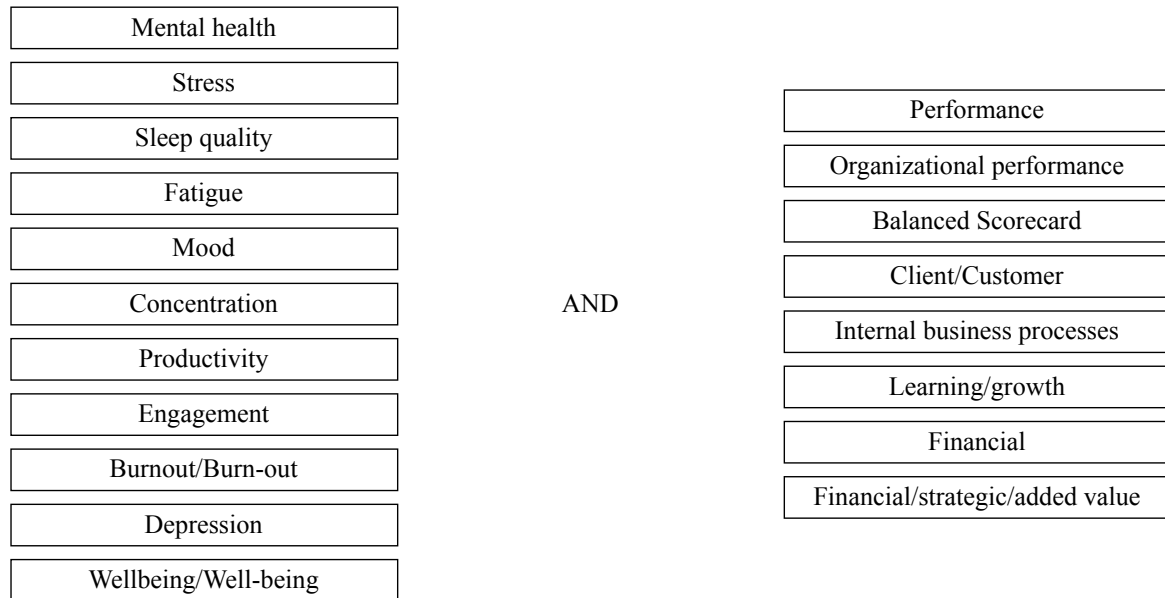 Mental health
Stress
Sleep quality
Fatigue
Mood
Concentration
Productivity
Engagement
Burnout/Burn-out
Depression
Wellbeing/Well-being
AND
Performance
Organizational performance
Balanced Scorecard
Client/Customer
Internal business processes
Learning/growth
Financial
Financial/strategic/added value